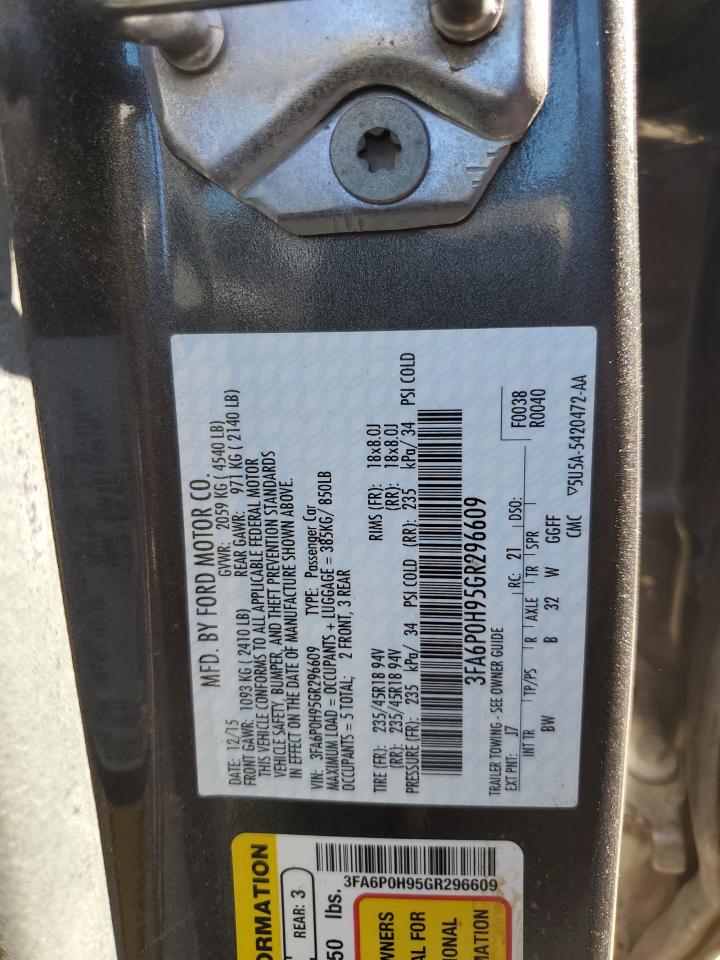 MFD. BY FORD MOTOR CO.
DATE: 12/15 GVWR: 2059 KG ( 4540 LB)
FRONT GAWR: 1093 KG ( 2410 LB) REAR GAWR: 971 KG ( 2140 LB)
THIS VEHICLE CONFORMS TO ALL APPLICABLE FEDERAL MOTOR
VEHICLE SAFETY, BUMPER, AND THEFT PREVENTION STANDARDS
IN EFFECT ON THE DATE OF MANUFACTURE SHOWN ABOVE.
VIN: 3FA6P0H95GR296609 TYPE: Passenger Car
MAXIMUM LOAD = OCCUPANTS + LUGGAGE = 385KG/ 850LB
OCCUPANTS = 5 TOTAL; 2 FRONT, 3 REAR
TIRE (FR): 235/45R18 94V RIMS (FR): 18x8.0J
(RR): 235/45R18 94V (RR): 18x8.0J
PRESSURE (FR): 235 kPa/ 34 PSI COLD (RR): 235 kPa/ 34 PSI COLD
3FA6P0H95GR296609
TRAILER TOWING - SEE OWNER GUIDE F0038
EXT PNT: J7 RC: 21 DSO: R0040
INT TR TP/PS R AXLE TR SPR
BW B 32 W GGFF
CMC ▽5U5A-5420472-AA
ORMATION
REAR: 3
50 lbs.
3FA6P0H95GR296609
WNERS
AL FOR
IONAL
MATION